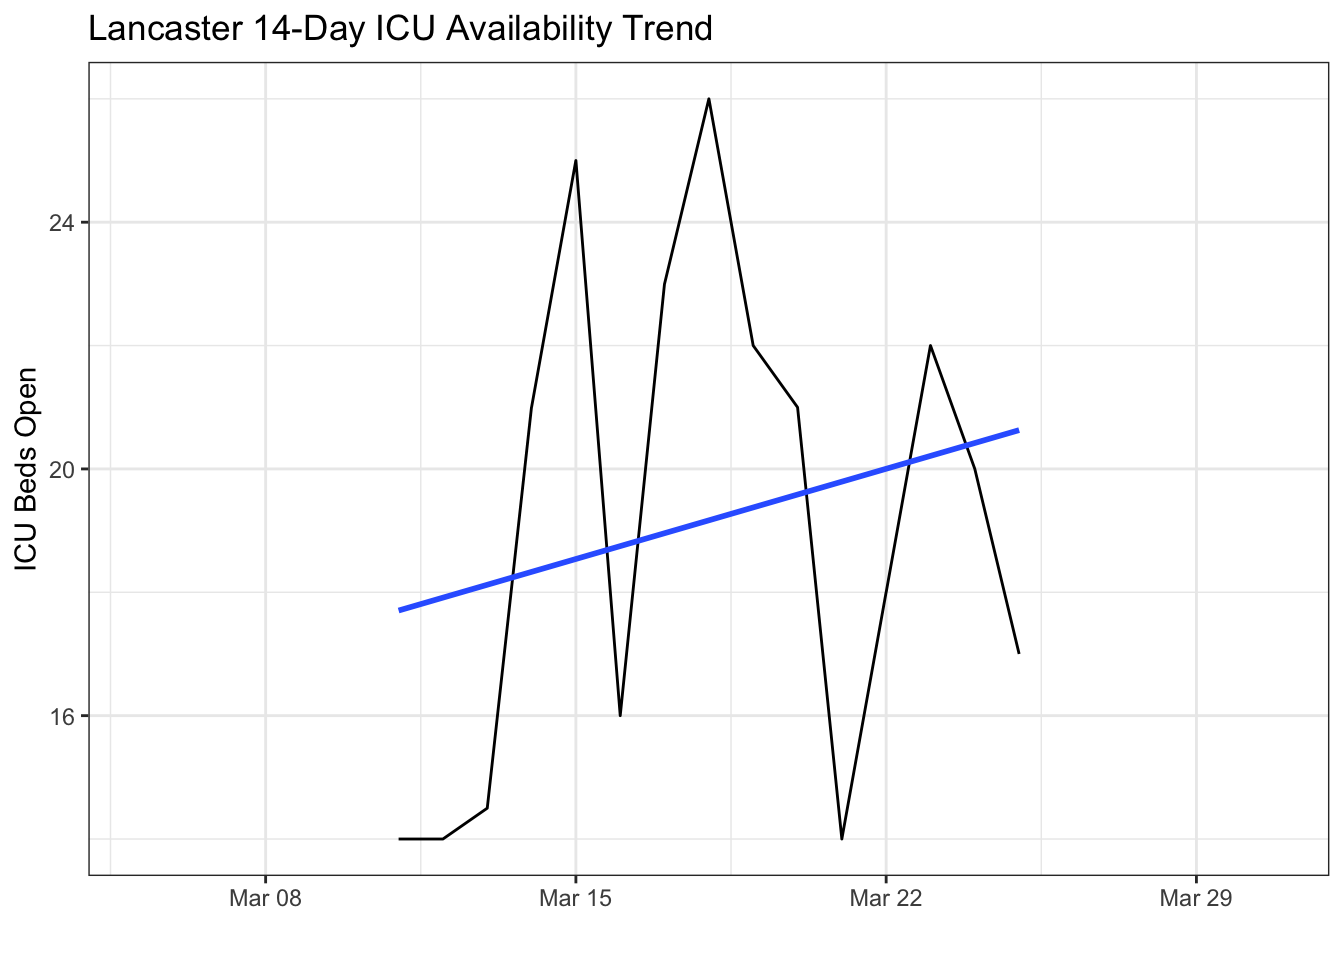 Lancaster 14-Day ICU Availability Trend
ICU Beds Open
24
20
16
Mar 08
Mar 15
Mar 22
Mar 29